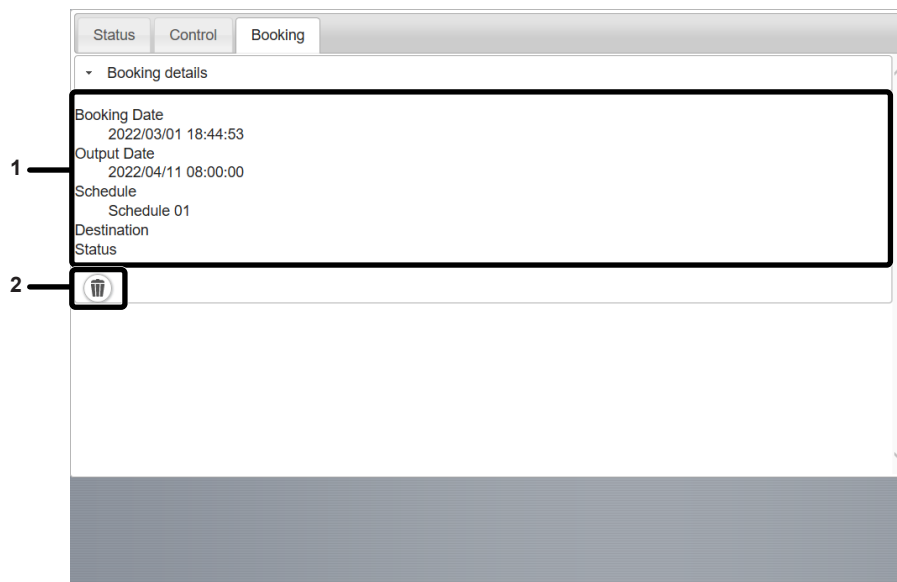 Status Control Booking
Booking details
Booking Date
2022/03/01 18:44:53
Output Date
1
2022/04/11 08:00:00
Schedule
Schedule 01
Destination
Status
2